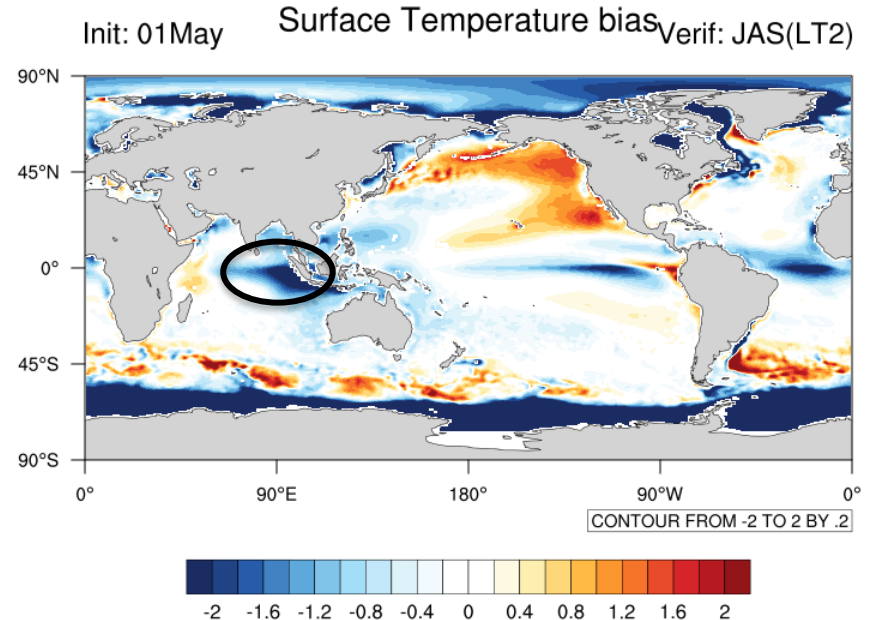 Surface Temperature bias
Init: 01May
Verif: JAS(LT2)
90°N
45°N
0°
45°S
90°S
0° 90°E 180° 90°W 0°
CONTOUR FROM -2 TO 2 BY .2
-2 -1.6 -1.2 -0.8 -0.4 0 0.4 0.8 1.2 1.6 2